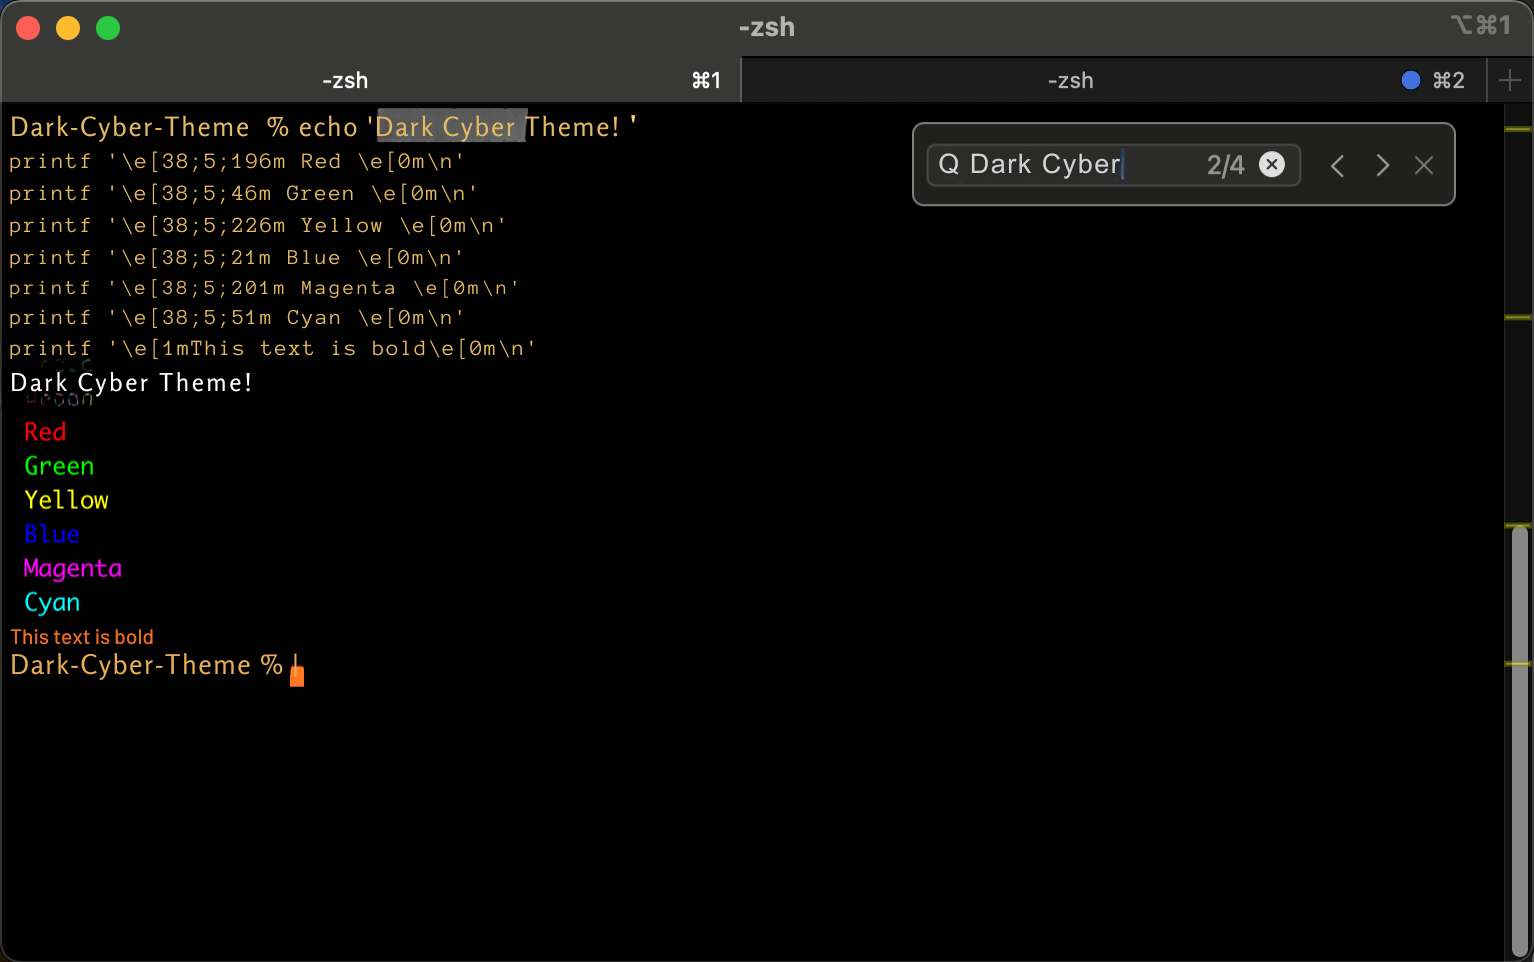 -zsh ⌥⌘1
-zsh ⌘1 -zsh ⌘2
Dark-Cyber-Theme % echo 'Dark Cyber Theme! '
Q Dark Cyber 2/4
printf '\e[38;5;196m Red \e[0m\n'
printf '\e[38;5;46m Green \e[0m\n'
printf '\e[38;5;226m Yellow \e[0m\n'
printf '\e[38;5;21m Blue \e[0m\n'
printf '\e[38;5;201m Magenta \e[0m\n'
printf '\e[38;5;51m Cyan \e[0m\n'
printf '\e[1mThis text is bold\e[0m\n'
Dark Cyber Theme!
Red
Green
Yellow
Blue
Magenta
Cyan
This text is bold
Dark-Cyber-Theme %